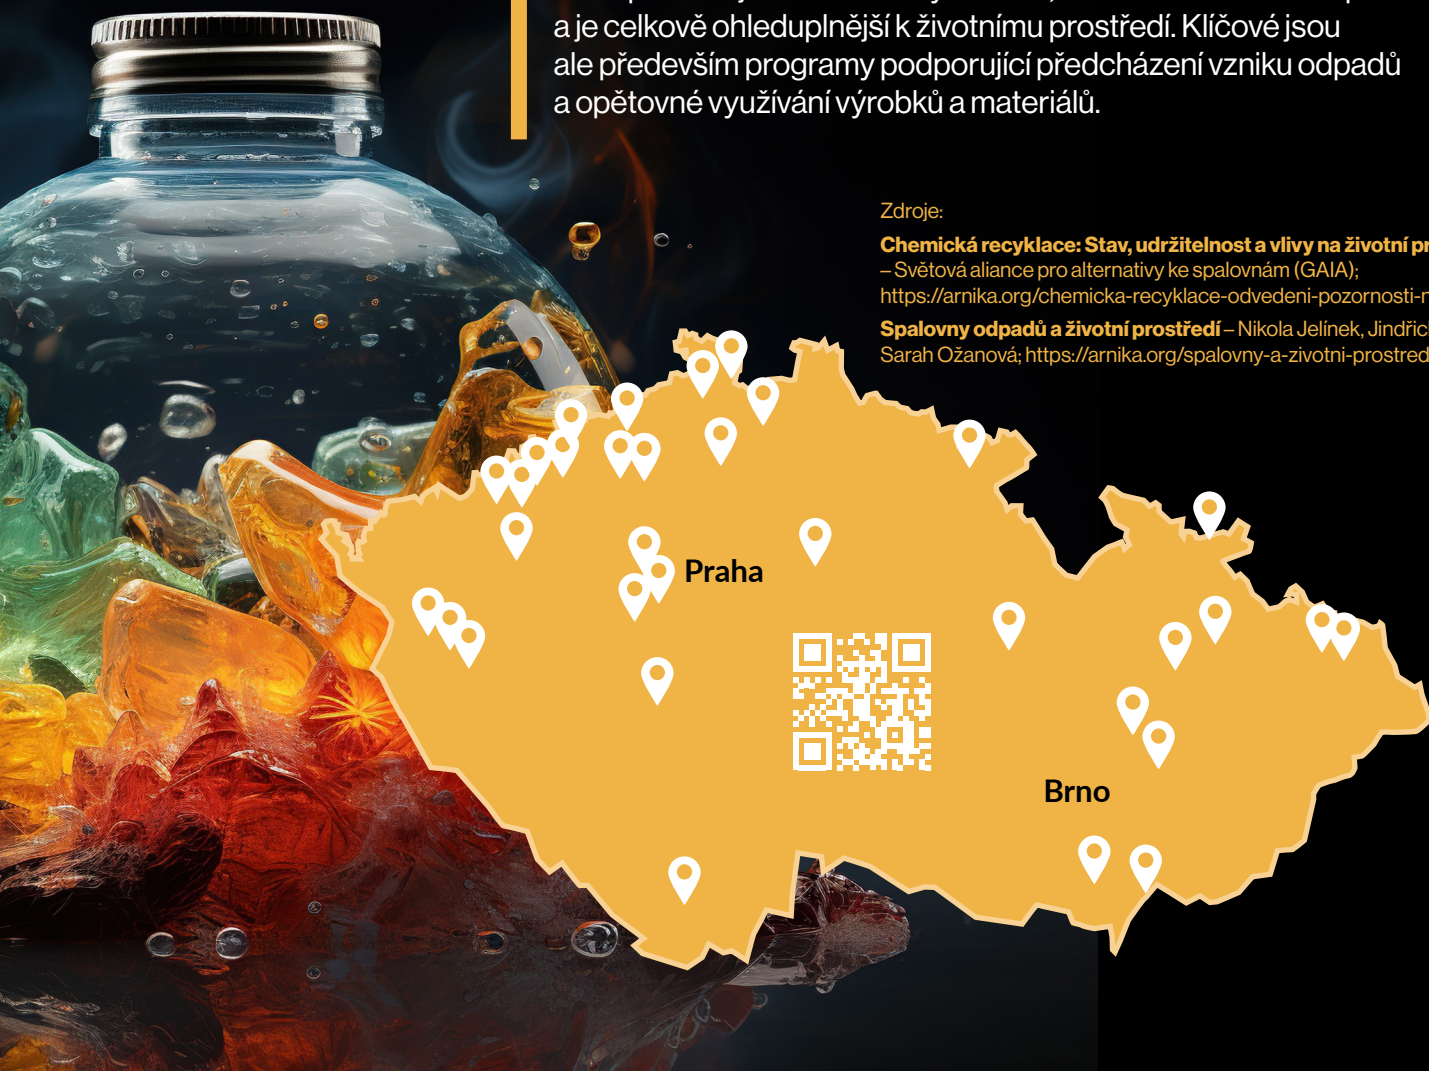 a je celkově ohleduplnější k životnímu prostředí. Klíčové jsou
ale především programy podporující předcházení vzniku odpadů
a opětovné využívání výrobků a materiálů.
Zdroje:
Chemická recyklace: Stav, udržitelnost a vlivy na životní
– Světová aliance pro alternativy ke spalovnám (GAIA);
https://arnika.org/chemicka-recyklace-odvedeni-pozornosti-
Spalovny odpadů a životní prostředí – Nikola Jelínek,
Sarah Ožanová; https://arnika.org/spalovny-a-zivotni-prostred
Praha
Brno